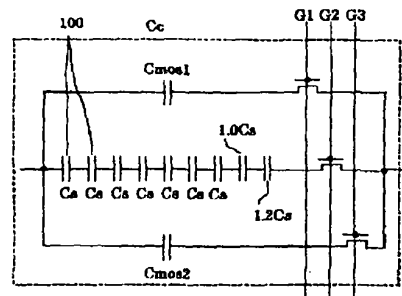 100 Cc G1 G2 G3
Cmos1
1.0Cs
Cs Cs Cs Cs Cs Cs Cs
1.2Cs
Cmos2